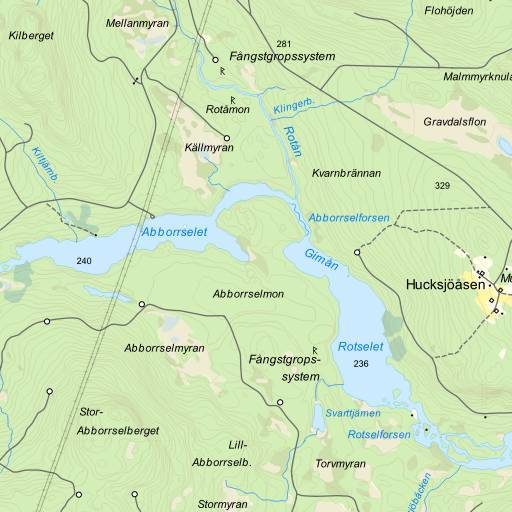 Flohöjden
Mellanmyran
Kilberget
281
Fångstgropssystem
Malmmyrknul
R
R
Klingerb.
Rotåmon
Gravdalsflon
Rotån
Källmyran
Kiltjämb.
Kvarnbrännan
329
Abborrselforsen
Abborrselet
Gimån
240
Hucksjöåsen
Abborrselmon
Rotselet
Abborrselmyran
R
Fångstgrops-
system
236
Stor-
Abborrselberget
Svarttjärnen
Rotselforsen
Lill-
Abborrselb.
Torvmyran
Stormyran